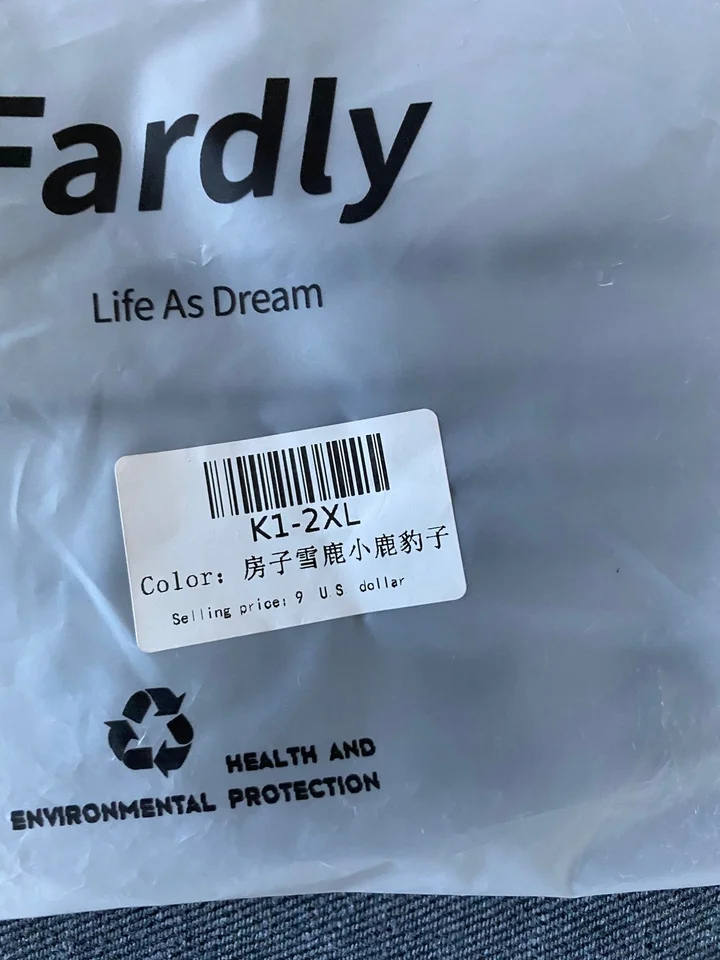 Fardly
Life As Dream
K1-2XL
Color: 房子雪鹿小鹿豹子
Selling price: 9 US dollar
HEALTH AND
ENVIRONMENTAL PROTECTION